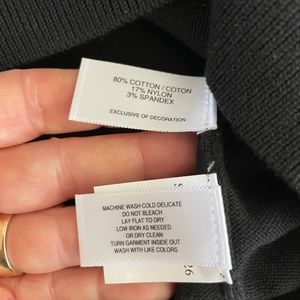 80% COTTON / COTON
17% NYLON
3% SPANDEX
EXCLUSIVE OF DECORATION
MACHINE WASH COLD DELICATE
DO NOT BLEACH
LAY FLAT TO DRY
LOW IRON AS NEEDED
OR DRY CLEAN
TURN GARMENT INSIDE OUT
WASH WITH LIKE COLORS